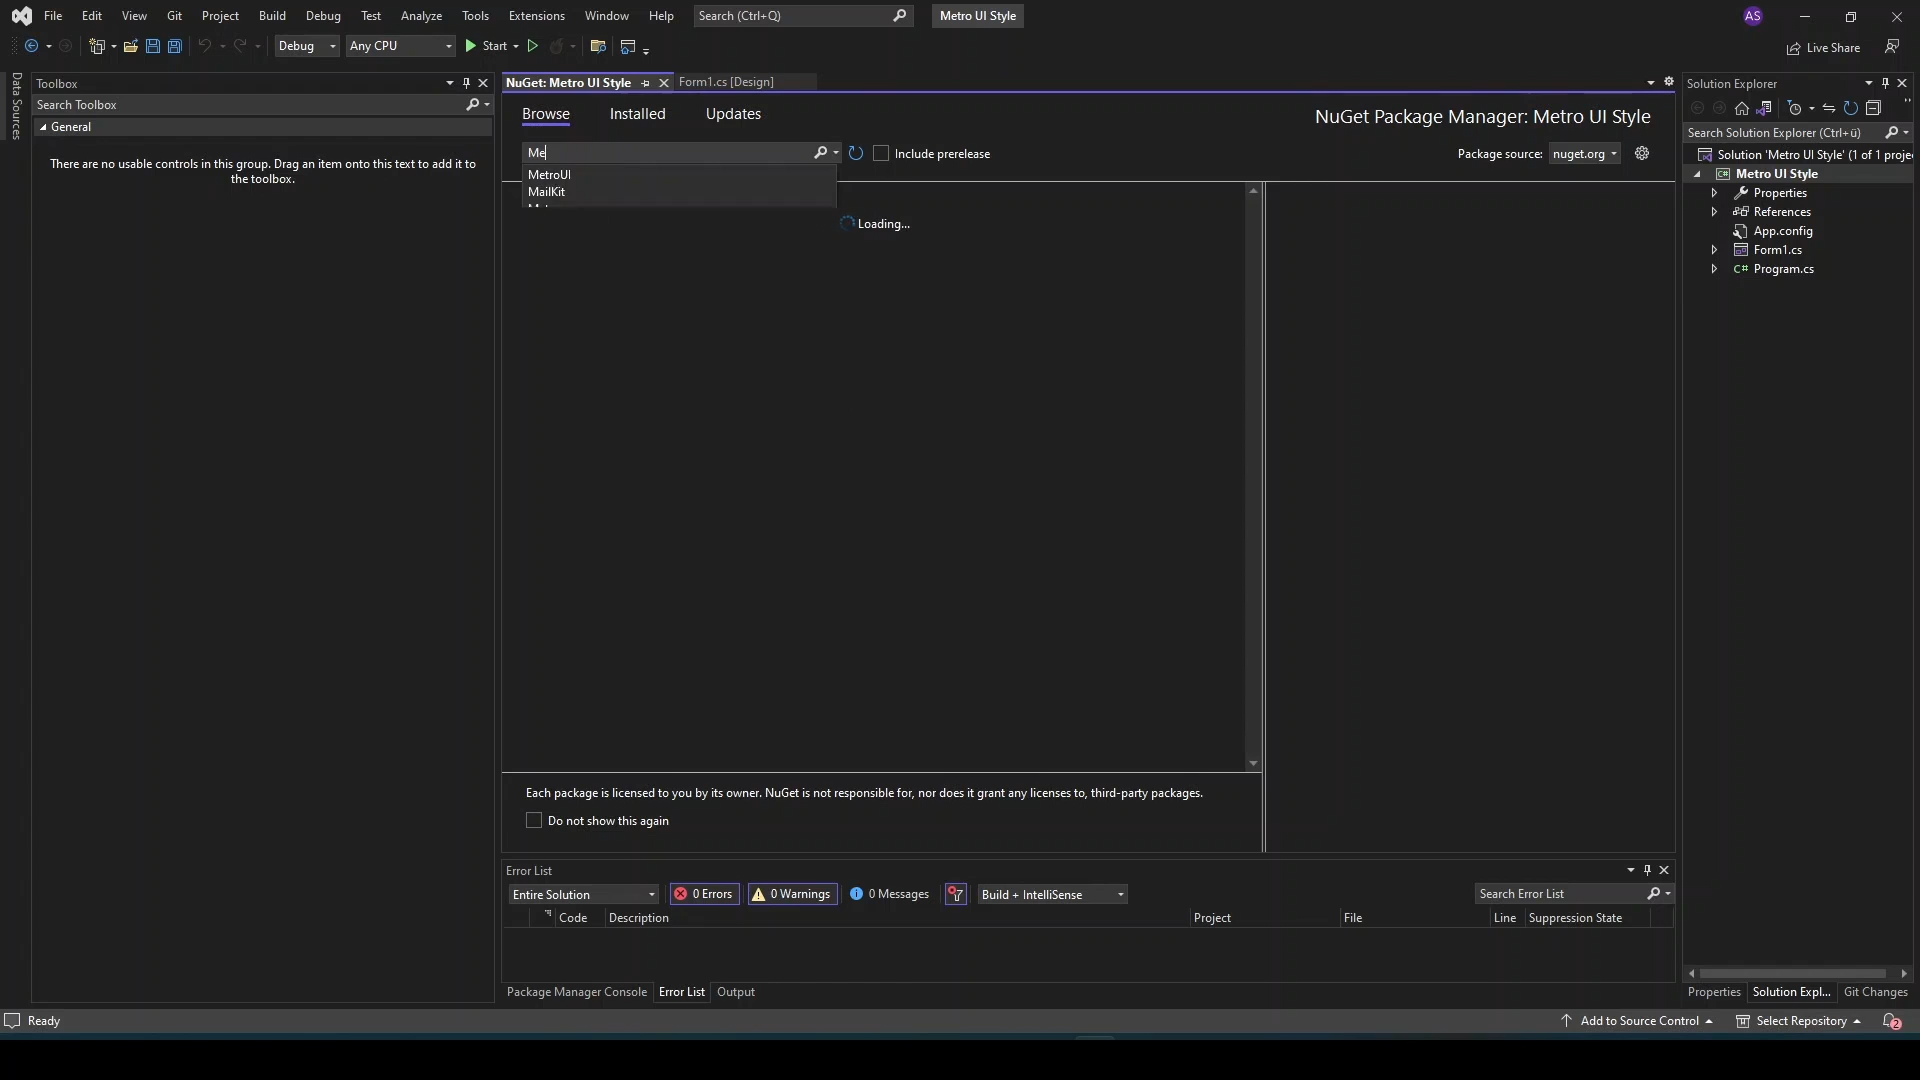 File Edit View Git Project Build Debug Test Analyze Tools Extensions Window Help Search (Ctrl+Q) Metro UI Style AS
Debug Any CPU Start Live Share
Data Sources
Toolbox
Search Toolbox
General
There are no usable controls in this group. Drag an item onto this text to add it to
the toolbox.
NuGet: Metro UI Style Form1.cs [Design]
Browse Installed Updates NuGet Package Manager: Metro UI Style
Me Include prerelease Package source: nuget.org
MetroUI
MailKit
Loading...
Each package is licensed to you by its owner. NuGet is not responsible for, nor does it grant any licenses to, third-party packages.
Do not show this again
Error List
Entire Solution 0 Errors 0 Warnings 0 Messages Build + IntelliSense Search Error List
Code Description Project File Line Suppression State
Package Manager Console Error List Output
Solution Explorer
Search Solution Explorer (Ctrl+ü)
Solution 'Metro UI Style' (1 of 1 proje
C# Metro UI Style
Properties
References
App.config
Form1.cs
C# Program.cs
Properties Solution Expl... Git Changes
Ready Add to Source Control Select Repository 2